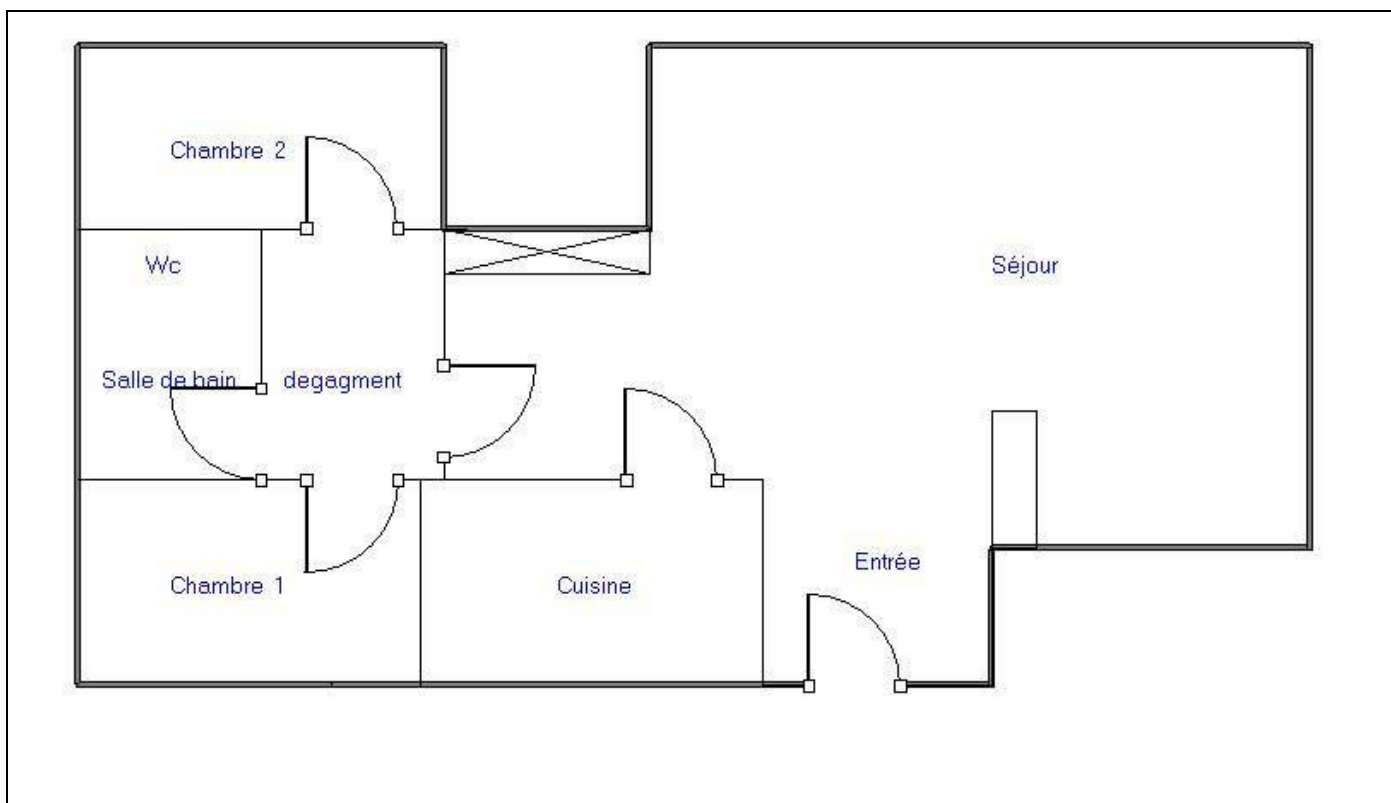 Chambre 2
Wc
Séjour
Salle de bain
degagment
Entrée
Chambre 1
Cuisine